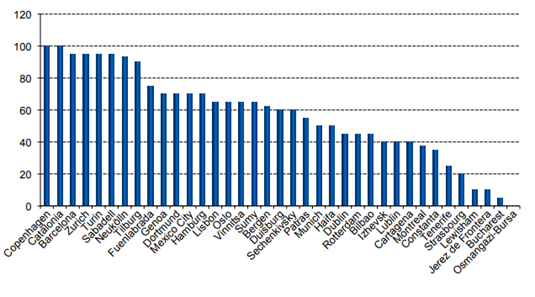 120
100
80
60
40
20
0
Copenhagen
Catalonia
Barcelona
Zurich
Turin
Sabadell
Neukölln
Tilburg
Fuenlabrada
Genoa
Dortmund
Mexico City
Hamburg
Lisbon
Oslo
Vinnitsa
Sumy
Bergen
Duisburg
Sechenkivsky
Patras
Munich
Haifa
Dublin
Rotterdam
Bilbao
Izhevsk
Lublin
Cartagena
Montreal
Constanta
Tenerife
Strasbourg
Lewisham
Jerez de Frontera
Bucharest
Osmangazi-Bursa